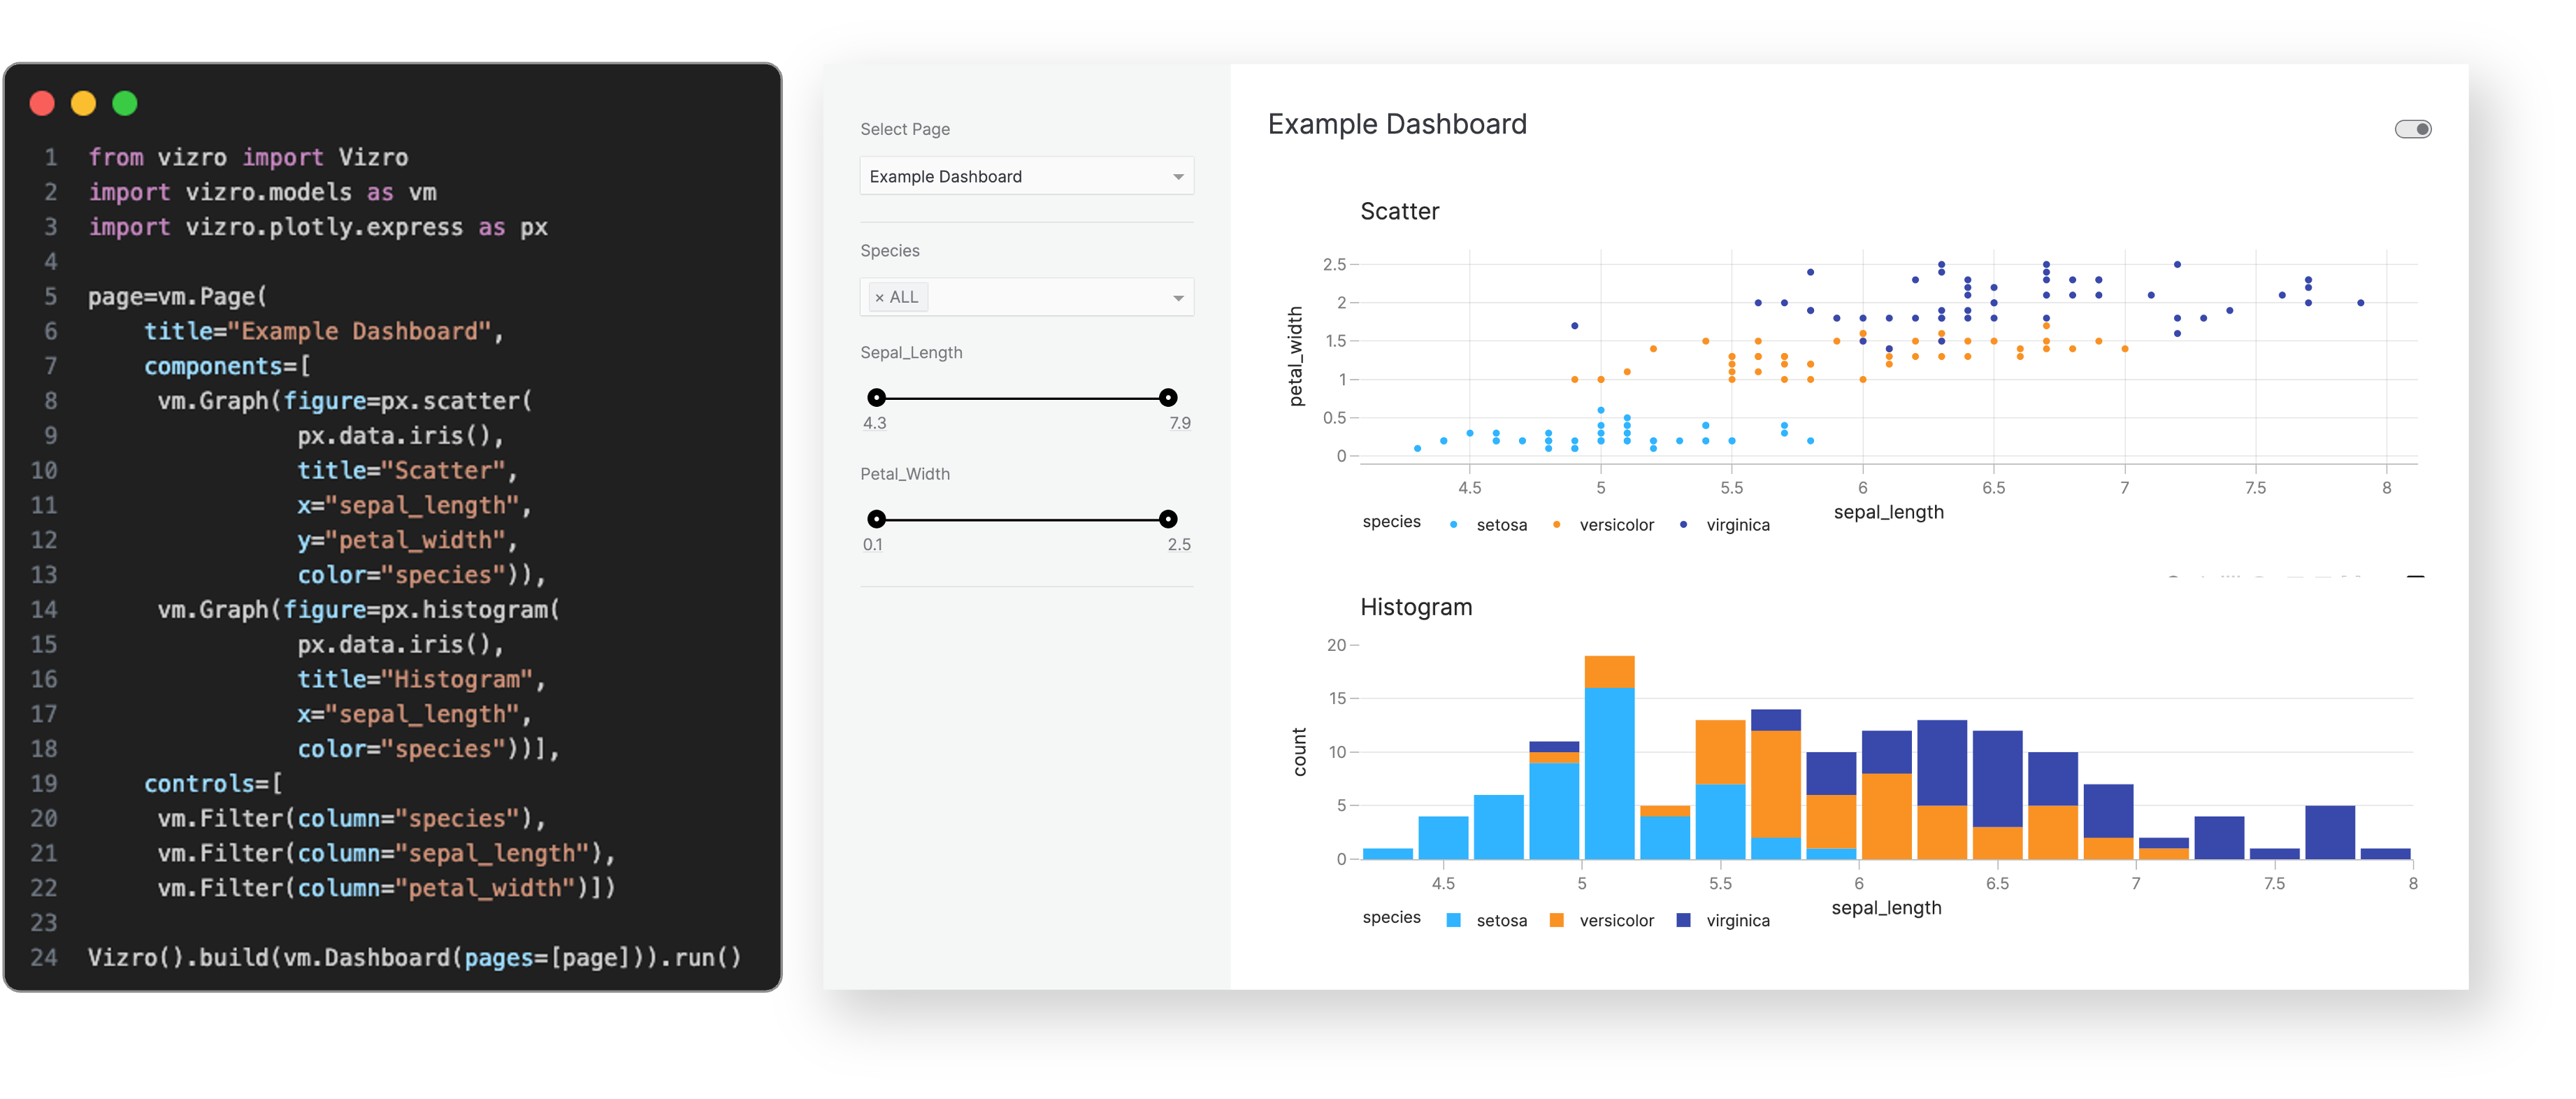 1 from vizro import Vizro
2 import vizro.models as vm
3 import vizro.plotly.express as px
4
5 page=vm.Page(
6 title="Example Dashboard",
7 components=[
8 vm.Graph(figure=px.scatter(
9 px.data.iris(),
10 title="Scatter",
11 x="sepal_length",
12 y="petal_width",
13 color="species")),
14 vm.Graph(figure=px.histogram(
15 px.data.iris(),
16 title="Histogram",
17 x="sepal_length",
18 color="species"))],
19 controls=[
20 vm.Filter(column="species"),
21 vm.Filter(column="sepal_length"),
22 vm.Filter(column="petal_width")])
23
24 Vizro().build(vm.Dashboard(pages=[page])).run()
Select Page
Example Dashboard
Species
× ALL
Sepal_Length
4.3 7.9
Petal_Width
0.1 2.5
Example Dashboard
Scatter
2.5
2
1.5
1
0.5
0
petal_width
4.5 5 5.5 6 6.5 7 7.5 8
sepal_length
species setosa versicolor virginica
Histogram
20
15
10
5
0
count
4.5 5 5.5 6 6.5 7 7.5 8
sepal_length
species setosa versicolor virginica